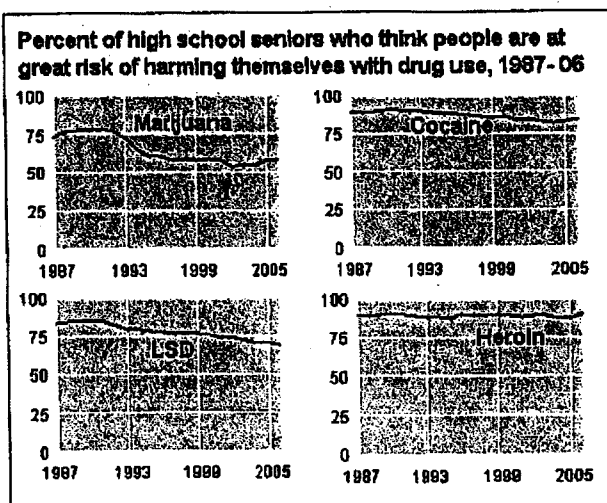 Percent of high school seniors who think people are at
great risk of harming themselves with drug use, 1987-06
100
75
50
25
0
Marijuana
1987 1993 1999 2005
100
75
50
25
0
Cocaine
1987 1993 1999 2005
100
75
50
25
0
LSD
1987 1993 1999 2005
100
75
50
25
0
Heroin
1987 1993 1999 2005